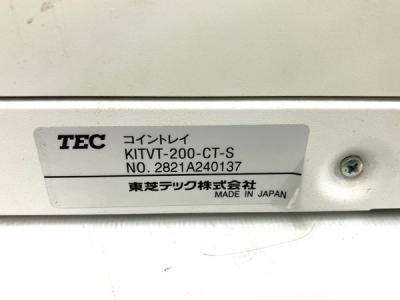 TEC コイントレイ
KITVT-200-CT-S
NO. 2821A240137
東芝テック株式会社
MADE IN JAPAN